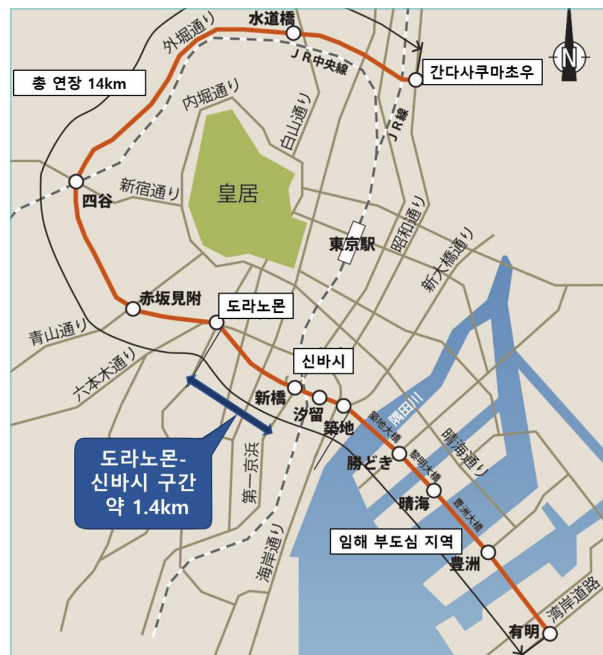 水道橋
外堀通り
JR中央線
총 연장 14km
간다사쿠마초우
内堀通り
白山通り
JR線
四谷
新宿通り
皇居
東京駅
昭和通り
新大橋通り
N
赤坂見附
도라노몬
青山通り
六本木通り
신바시
新橋
汐留
築地
築地大橋
隅田川
勝どき
黎明大橋
晴海通り
도라노몬-
신바시 구간
약 1.4km
第一京浜
晴海
豊洲大橋
海岸通り
임해 부도심 지역
豊洲
湾岸道路
有明